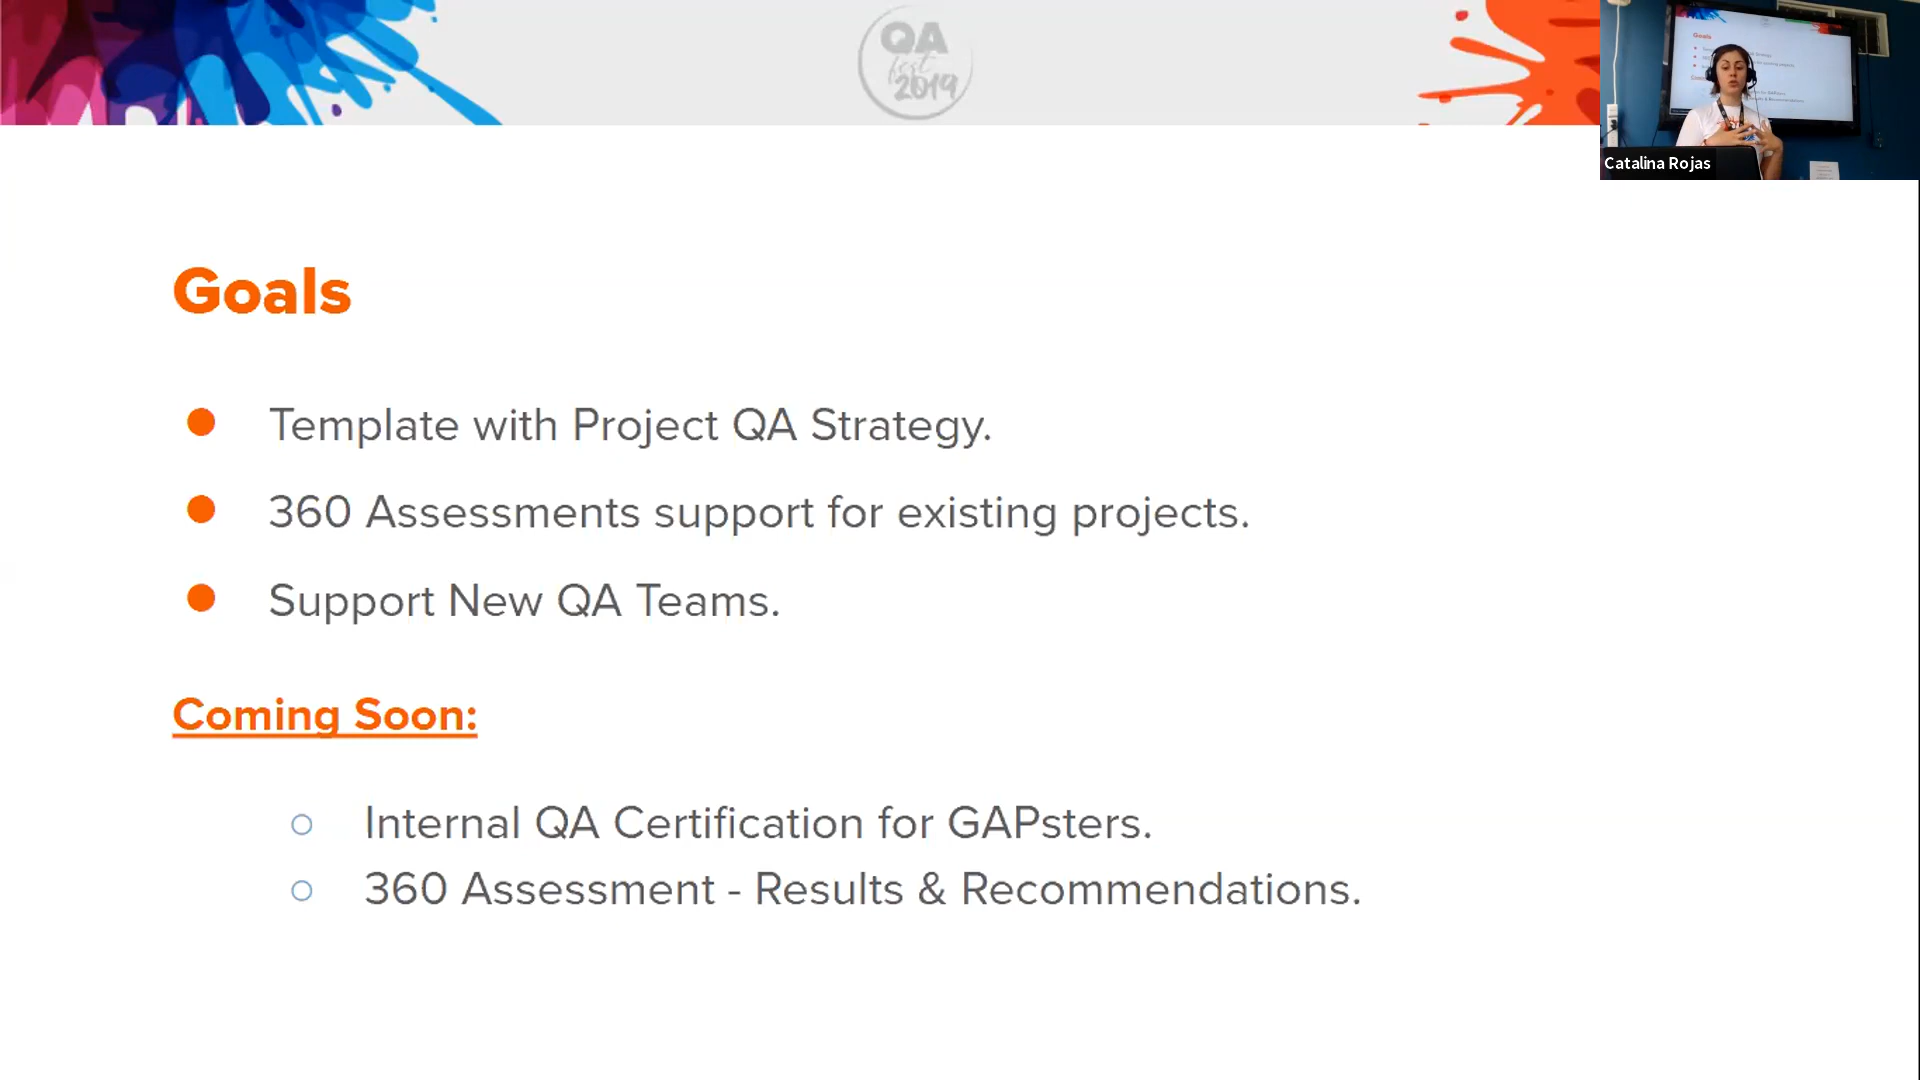 QA
fest
2019
Catalina Rojas
Goals
Template with Project QA Strategy.
360 Assessments support for existing projects.
Support New QA Teams.
Coming Soon:
Internal QA Certification for GAPsters.
360 Assessment - Results & Recommendations.